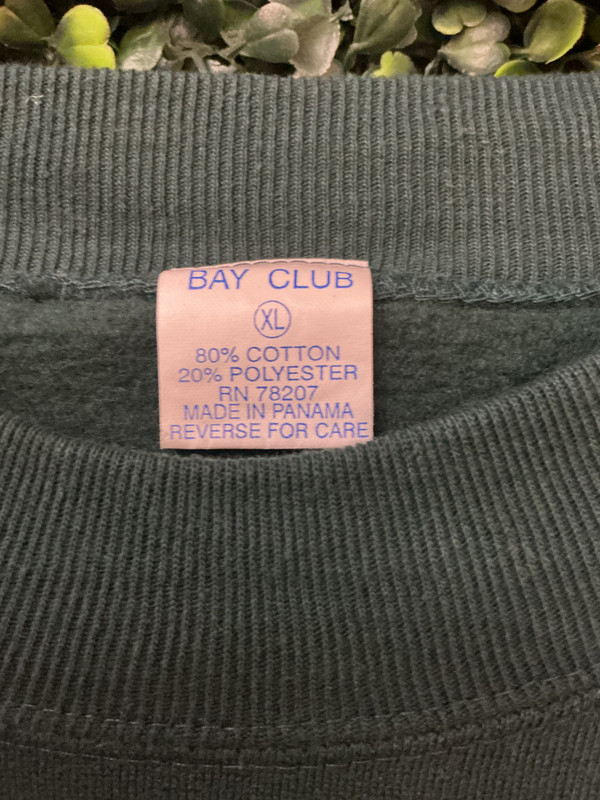 BAY CLUB
XL
80% COTTON
20% POLYESTER
RN 78207
MADE IN PANAMA
REVERSE FOR CARE